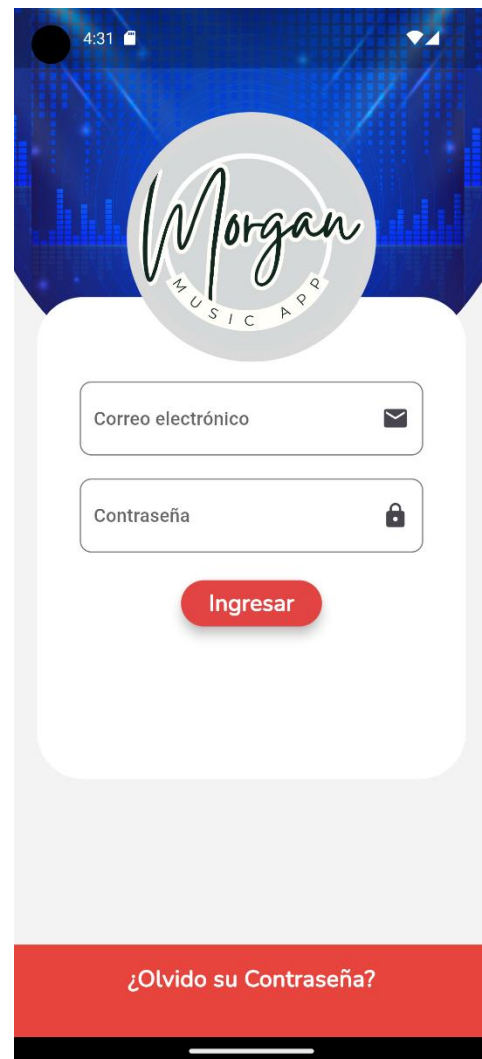 4:31
Morgan
MUSIC APP
Correo electrónico
Contraseña
Ingresar
¿Olvido su Contraseña?